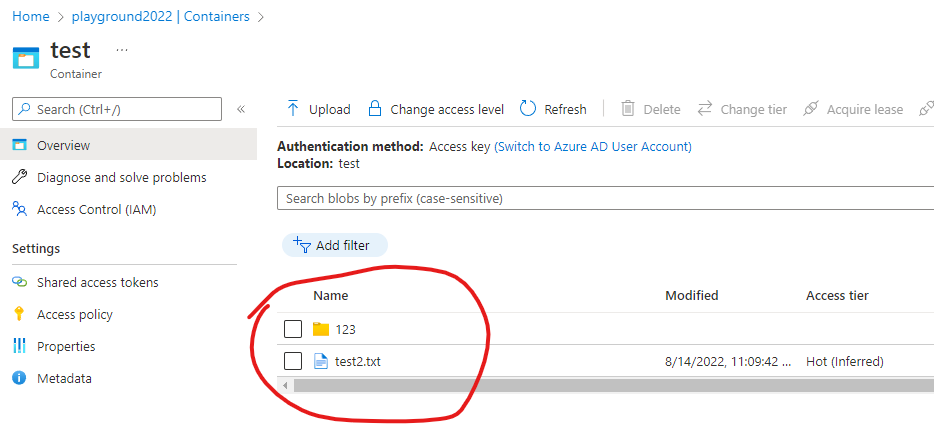 Home > playground2022 | Containers >
test ...
Container
Search (Ctrl+/)
«
Overview
Diagnose and solve problems
Access Control (IAM)
Settings
Shared access tokens
Access policy
Properties
Metadata
Upload Change access level Refresh Delete Change tier Acquire lease
Authentication method: Access key (Switch to Azure AD User Account)
Location: test
Search blobs by prefix (case-sensitive)
Add filter
Name Modified Access tier
123
test2.txt 8/14/2022, 11:09:42 ... Hot (Inferred)